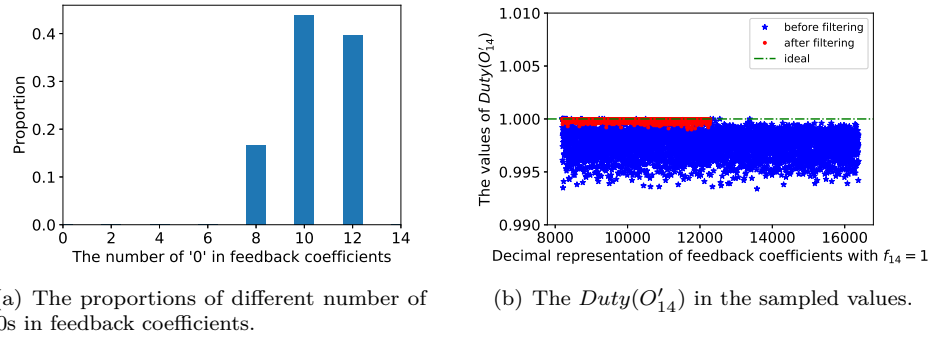 0.4
0.3
0.2
0.1
0.0
Proportion
0 2 4 6 8 10 12 14
The number of '0' in feedback coefficients
1.010
1.005
1.000
0.995
0.990
The values of Duty(O′₁₄)
before filtering
after filtering
ideal
8000 10000 12000 14000 16000
Decimal representation of feedback coefficients with f₁₄ = 1
a) The proportions of different number of
0s in feedback coefficients.
(b) The Duty(O′₁₄) in the sampled values.